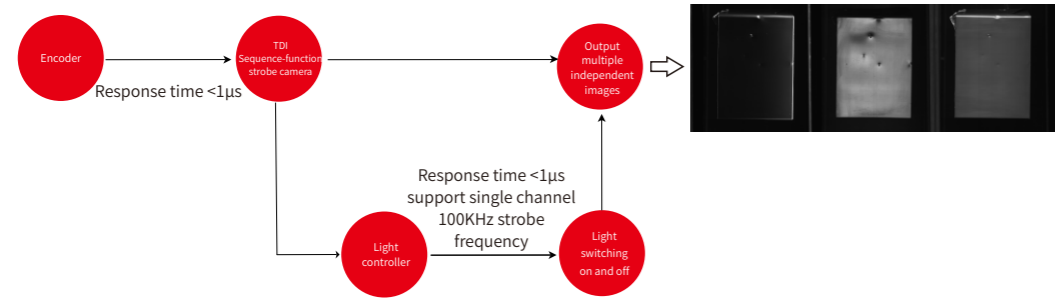 Encoder
Response time <1μs
TDI
Sequence-function
strobe camera
Output
multiple
independent
images
Response time <1μs
support single channel
100KHz strobe
frequency
Light
controller
Light
switching
on and off